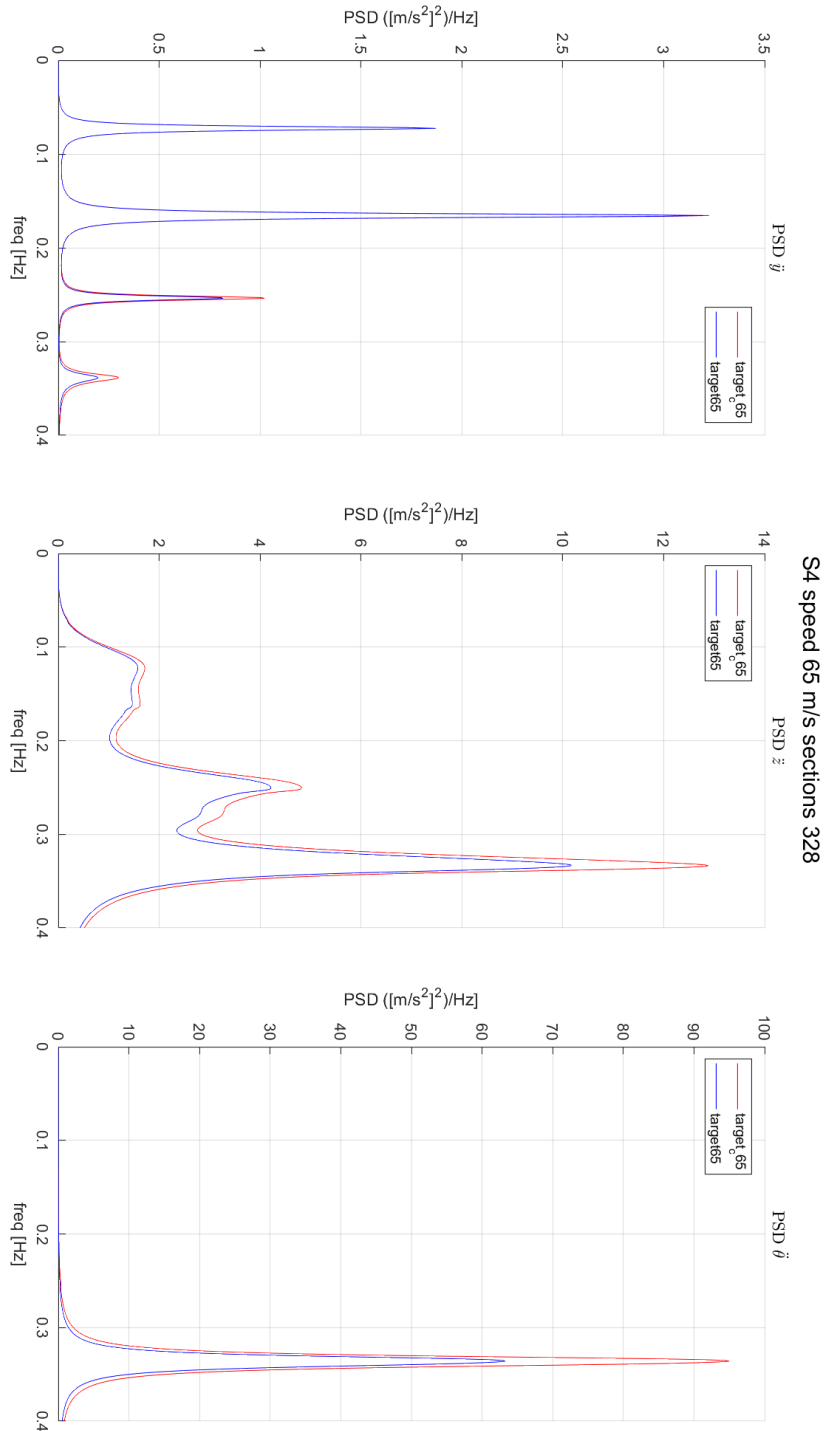 S4 speed 65 m/s sections 328
PSD ÿ
PSD ([m/s²]²)/Hz
3.5
3
2.5
2
1.5
1
0.5
0
0 0.1 0.2 0.3 0.4
freq [Hz]
target_c65
target65
PSD z̈
PSD ([m/s²]²)/Hz
14
12
10
8
6
4
2
0
0 0.1 0.2 0.3 0.4
freq [Hz]
target_c65
target65
PSD θ̈
PSD ([m/s²]²)/Hz
100
90
80
70
60
50
40
30
20
10
0
0 0.1 0.2 0.3 0.4
freq [Hz]
target_c65
target65